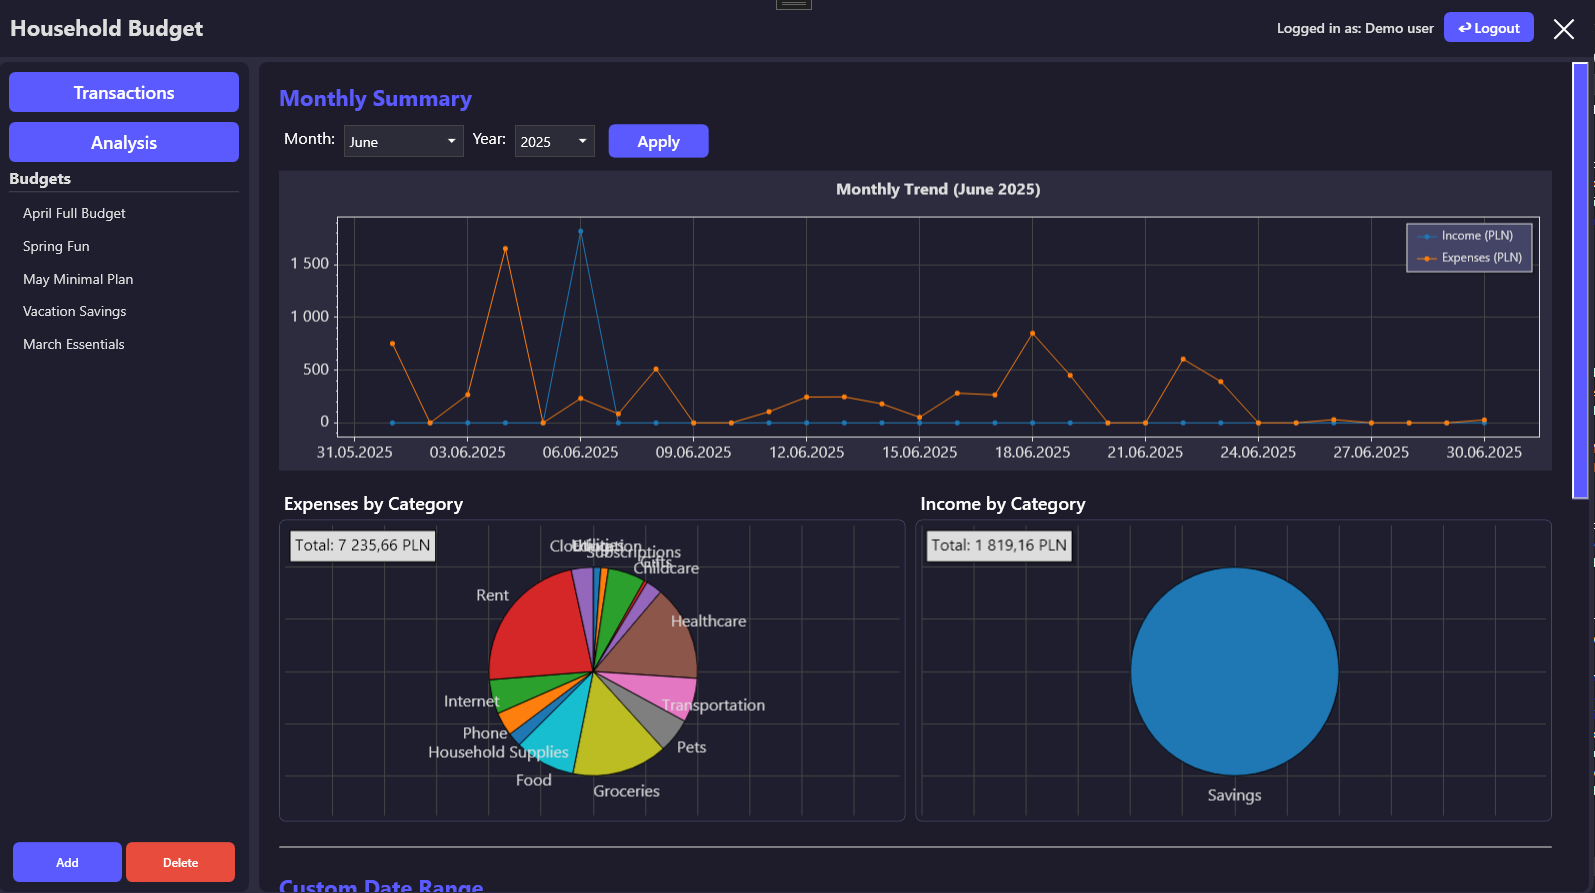 Household Budget
Logged in as: Demo user
Logout
Transactions
Analysis
Budgets
April Full Budget
Spring Fun
May Minimal Plan
Vacation Savings
March Essentials
Add
Delete
Monthly Summary
Month: June Year: 2025 Apply
Monthly Trend (June 2025)
Income (PLN)
Expenses (PLN)
1 500
1 000
500
0
31.05.2025 03.06.2025 06.06.2025 09.06.2025 12.06.2025 15.06.2025 18.06.2025 21.06.2025 24.06.2025 27.06.2025 30.06.2025
Expenses by Category
Total: 7 235,66 PLN
Subscriptions
Childcare
Rent
Healthcare
Internet
Transportation
Phone
Pets
Household Supplies
Food
Groceries
Income by Category
Total: 1 819,16 PLN
Savings
Custom Date Range